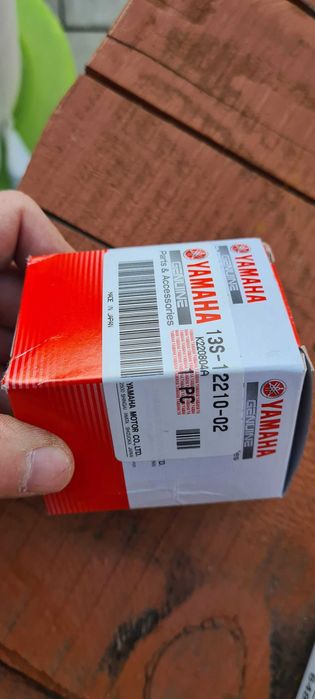 YAMAHA
GENUINE
Parts & Accessories
13S-12210-02
K220804A
1 PC
MADE IN JAPAN
YAMAHA MOTOR CO., LTD.
YAMAHA
GENUINE
YAMAHA
GENUINE